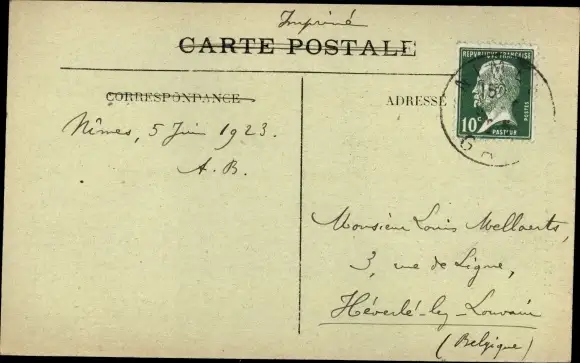 Imprimé
CARTE POSTALE
CORRESPONDANCE
ADRESSE
REPUBLIQUE FRANÇAISE
10c
POSTES
PASTEUR
Nîmes, 5 Juin 1923.
A. B.
Monsieur Louis Mellaerts,
3, rue de Ligne,
Héverlé-lez-Louvain
(Belgique)